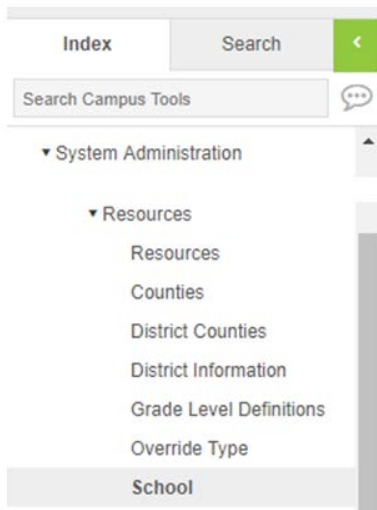 Index Search
Search Campus Tools
System Administration
Resources
Resources
Counties
District Counties
District Information
Grade Level Definitions
Override Type
School